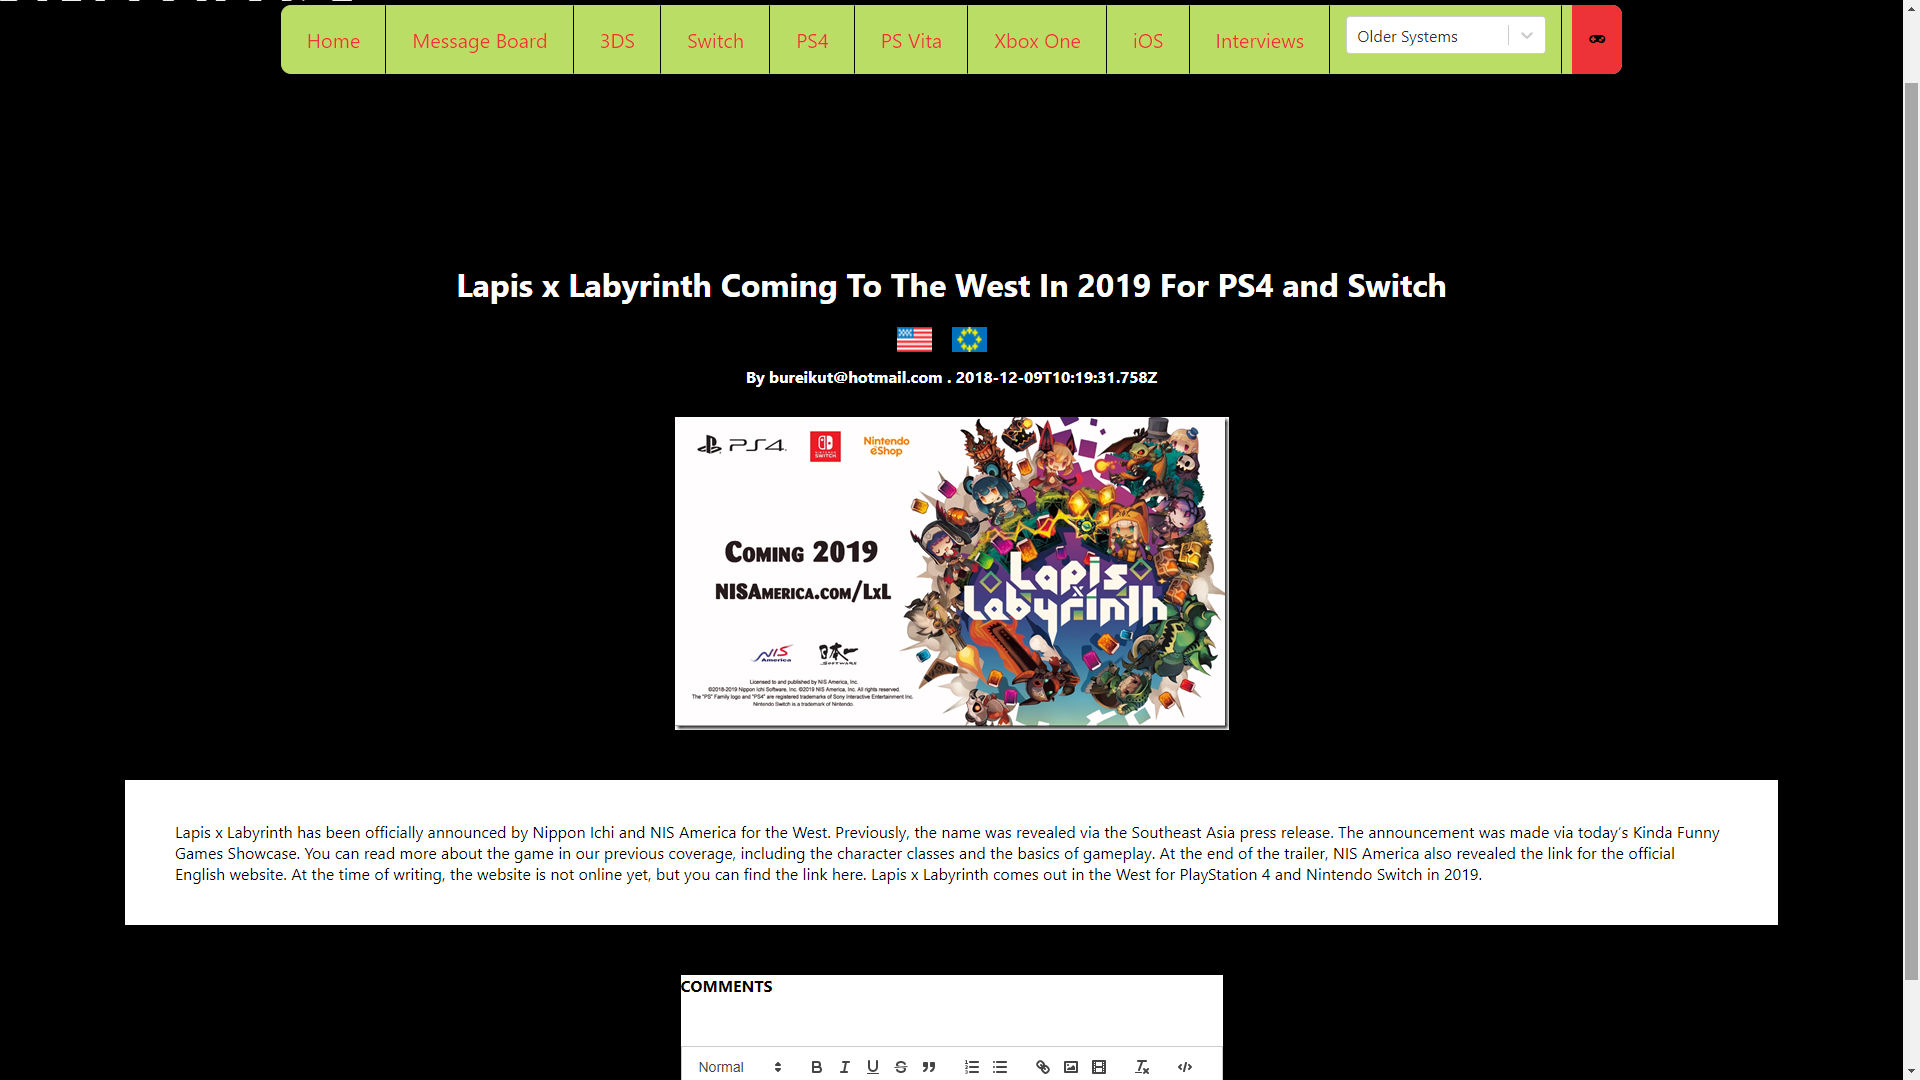 Home
Message Board
3DS
Switch
PS4
PS Vita
Xbox One
iOS
Interviews
Older Systems
Lapis x Labyrinth Coming To The West In 2019 For PS4 and Switch
By bureikut@hotmail.com . 2018-12-09T10:19:31.758Z
PS4
NINTENDO
SWITCH
Nintendo
eShop
Coming 2019
NISAmerica.com/LxL
Lapis
x
Labyrinth
NIS
America
日本一
SOFTWARE
Licensed to and published by NIS America, Inc.
©2018-2019 Nippon Ichi Software, Inc. ©2019 NIS America, Inc. All rights reserved.
The "PS" Family logo and "PS4" are registered trademarks of Sony Interactive Entertainment Inc.
Nintendo Switch is a trademark of Nintendo.
Lapis x Labyrinth has been officially announced by Nippon Ichi and NIS America for the West. Previously, the name was revealed via the Southeast Asia press release. The announcement was made via today's Kinda Funny
Games Showcase. You can read more about the game in our previous coverage, including the character classes and the basics of gameplay. At the end of the trailer, NIS America also revealed the link for the official
English website. At the time of writing, the website is not online yet, but you can find the link here. Lapis x Labyrinth comes out in the West for PlayStation 4 and Nintendo Switch in 2019.
COMMENTS
Normal